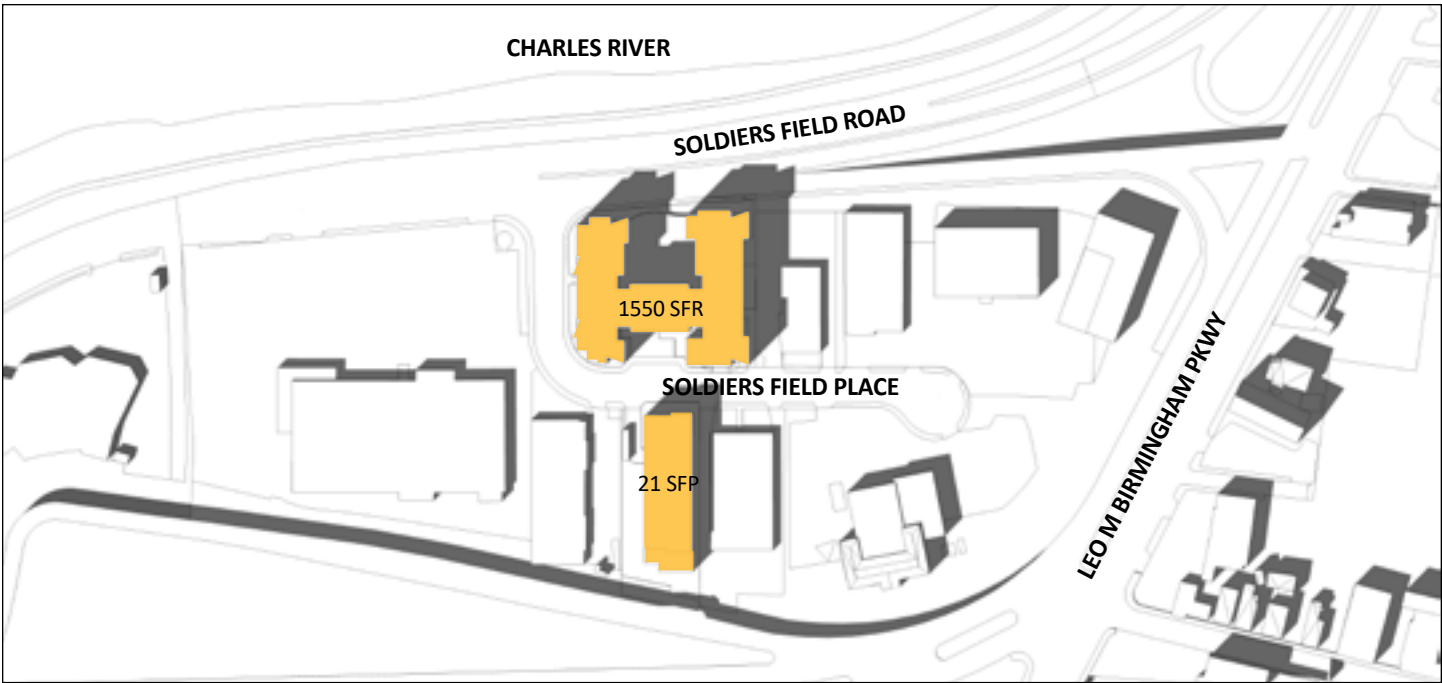 CHARLES RIVER
SOLDIERS FIELD ROAD
1550 SFR
SOLDIERS FIELD PLACE
21 SFP
LEO M BIRMINGHAM PKWY